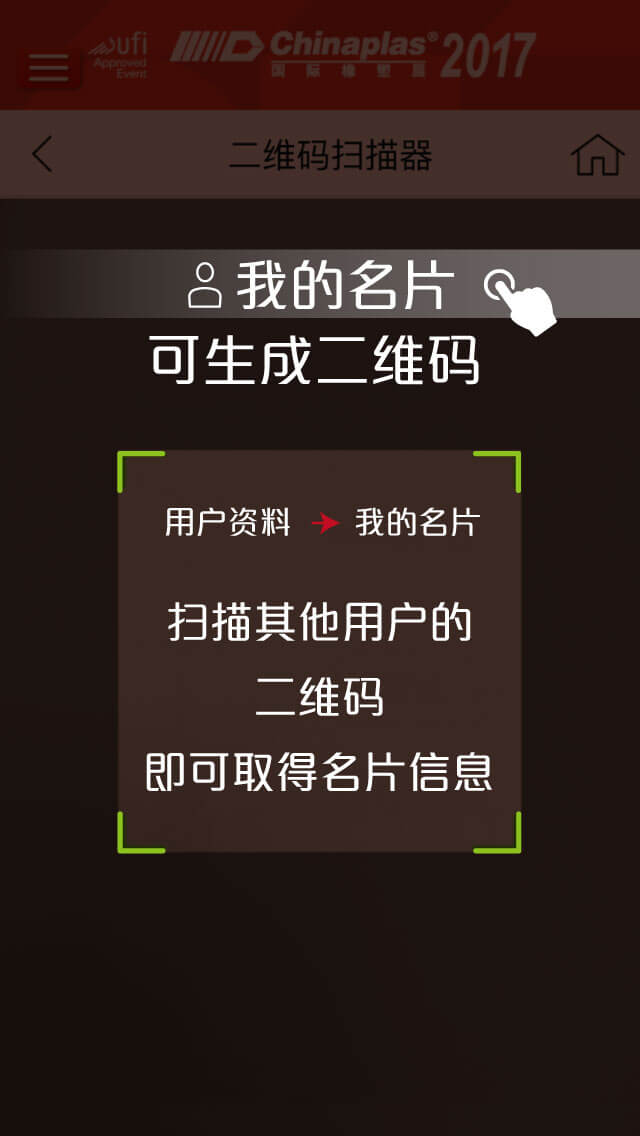 ufi
Approved
Event
Chinaplas® 2017
国际橡塑展
二维码扫描器
我的名片
可生成二维码
用户资料 我的名片
扫描其他用户的
二维码
即可取得名片信息